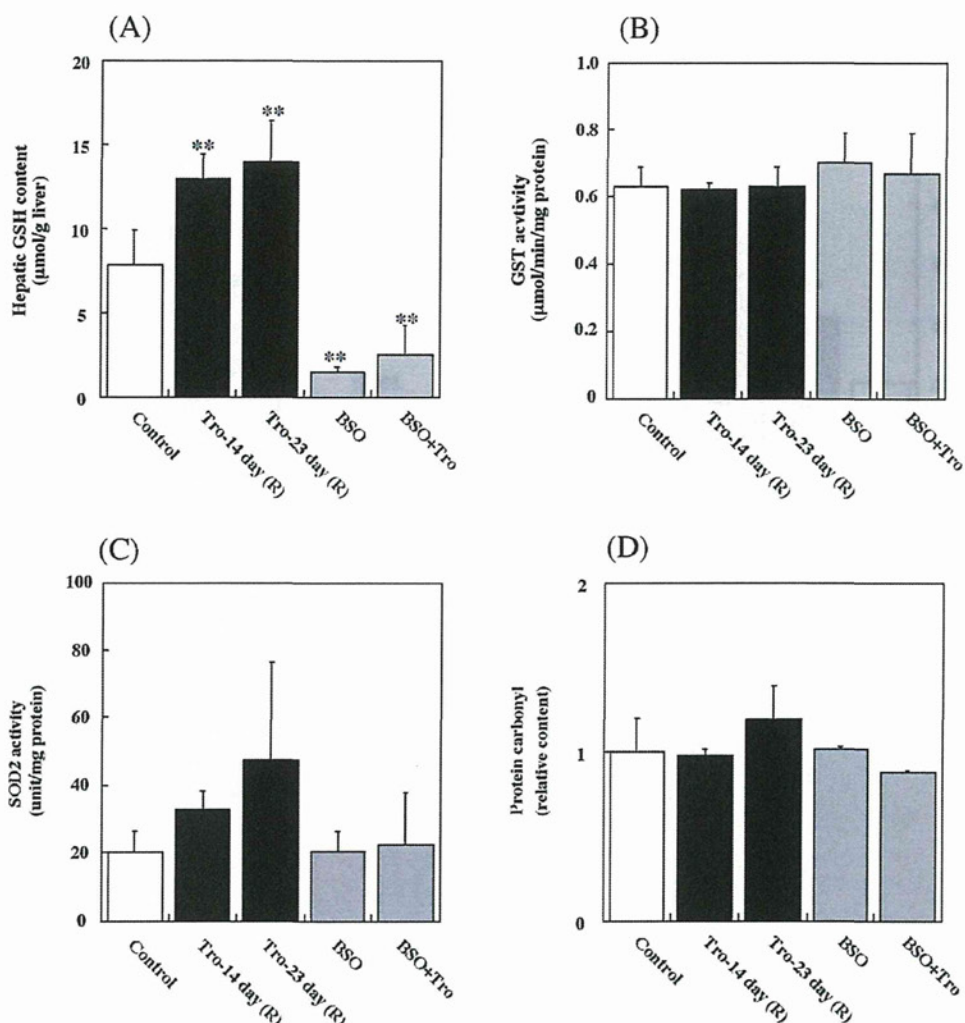 (A)
Hepatic GSH content
(μmol/g liver)
20
15
10
5
0
**
**
**
**
Control
Tro-14 day (R)
Tro-23 day (R)
BSO
BSO+Tro
(B)
GST acvtivity
(μmol/min/mg protein)
1.0
0.8
0.6
0.4
0.2
0
Control
Tro-14 day (R)
Tro-23 day (R)
BSO
BSO+Tro
(C)
SOD2 activity
(unit/mg protein)
100
80
60
40
20
0
Control
Tro-14 day (R)
Tro-23 day (R)
BSO
BSO+Tro
(D)
Protein carbonyl
(relative content)
2
1
0
Control
Tro-14 day (R)
Tro-23 day (R)
BSO
BSO+Tro